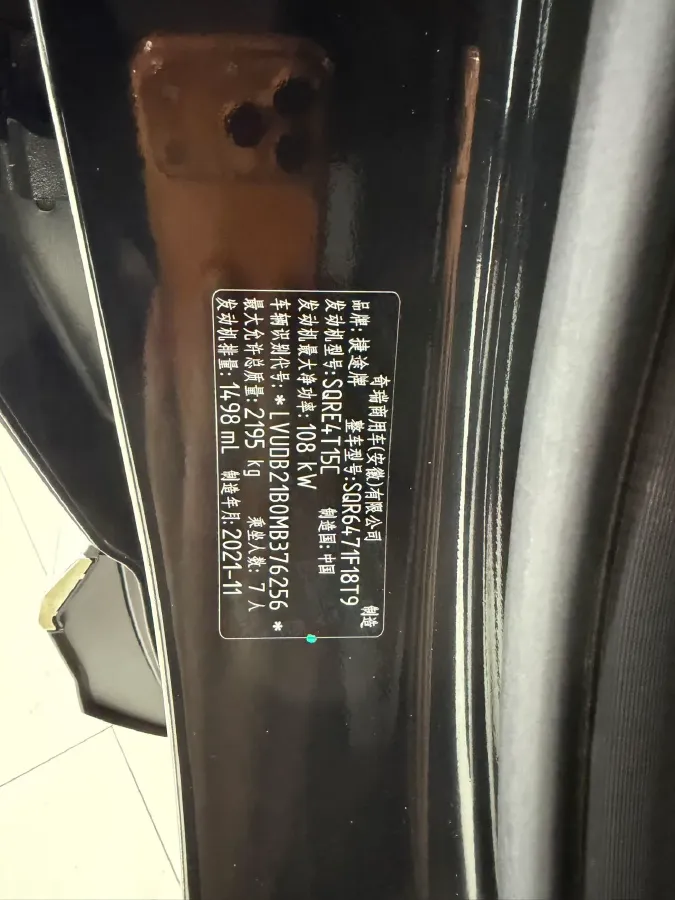 奇瑞商用车(安徽)有限公司 制造
品牌: 捷途牌 整车型号:SQR6471F18T9
发动机型号:SQRE4T15C 制造国:中国
发动机最大净功率:108 kW
车辆识别代号:*LVUDB21B0MB376256*
最大允许总质量:2195 kg 乘坐人数: 7 人
发动机排量:1498 mL 制造年月:2021-11